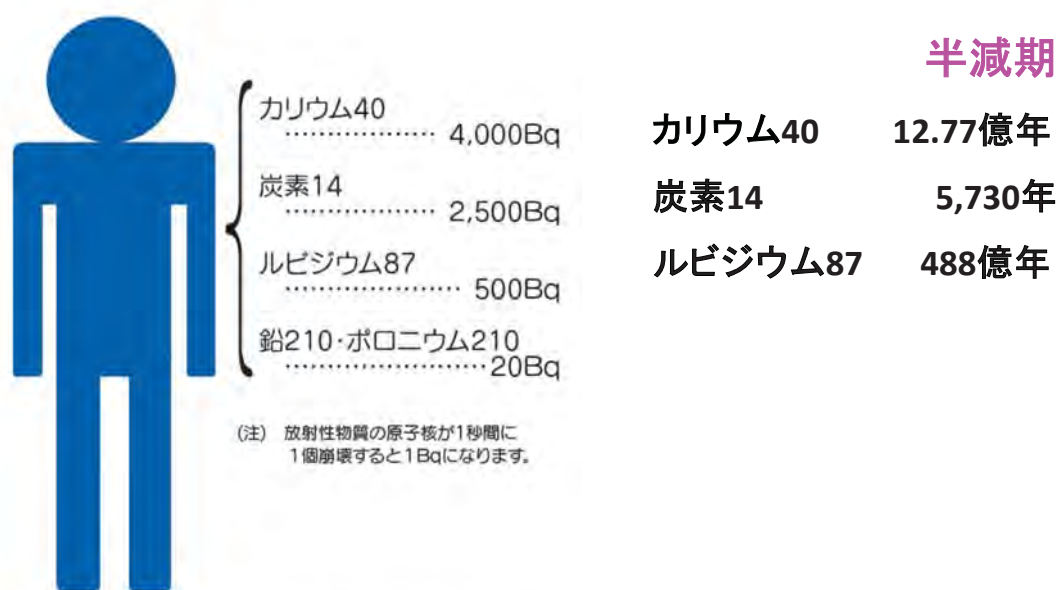 カリウム40
……………… 4,000Bq
炭素14
……………… 2,500Bq
ルビジウム87
………………… 500Bq
鉛210・ポロニウム210
……………………20Bq
(注) 放射性物質の原子核が1秒間に
1個崩壊すると1Bqになります。
半減期
カリウム40 12.77億年
炭素14 5,730年
ルビジウム87 488億年